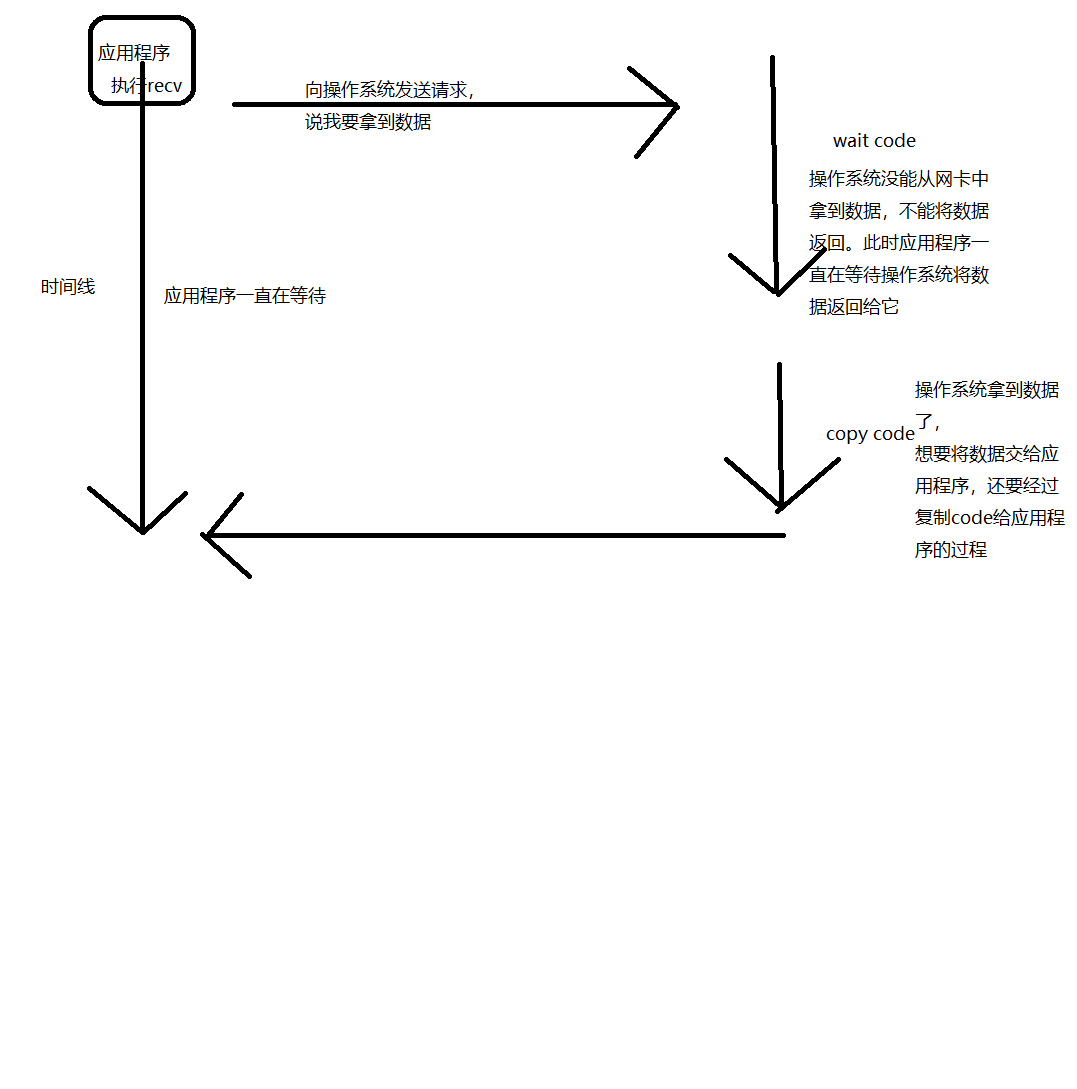 应用程序
执行recv
向操作系统发送请求，
说我要拿到数据
wait code
操作系统没能从网卡中
拿到数据，不能将数据
返回。此时应用程序一
直在等待操作系统将数
据返回给它
时间线
应用程序一直在等待
copy code
操作系统拿到数据
了，
想要将数据交给应
用程序，还要经过
复制code给应用程
序的过程